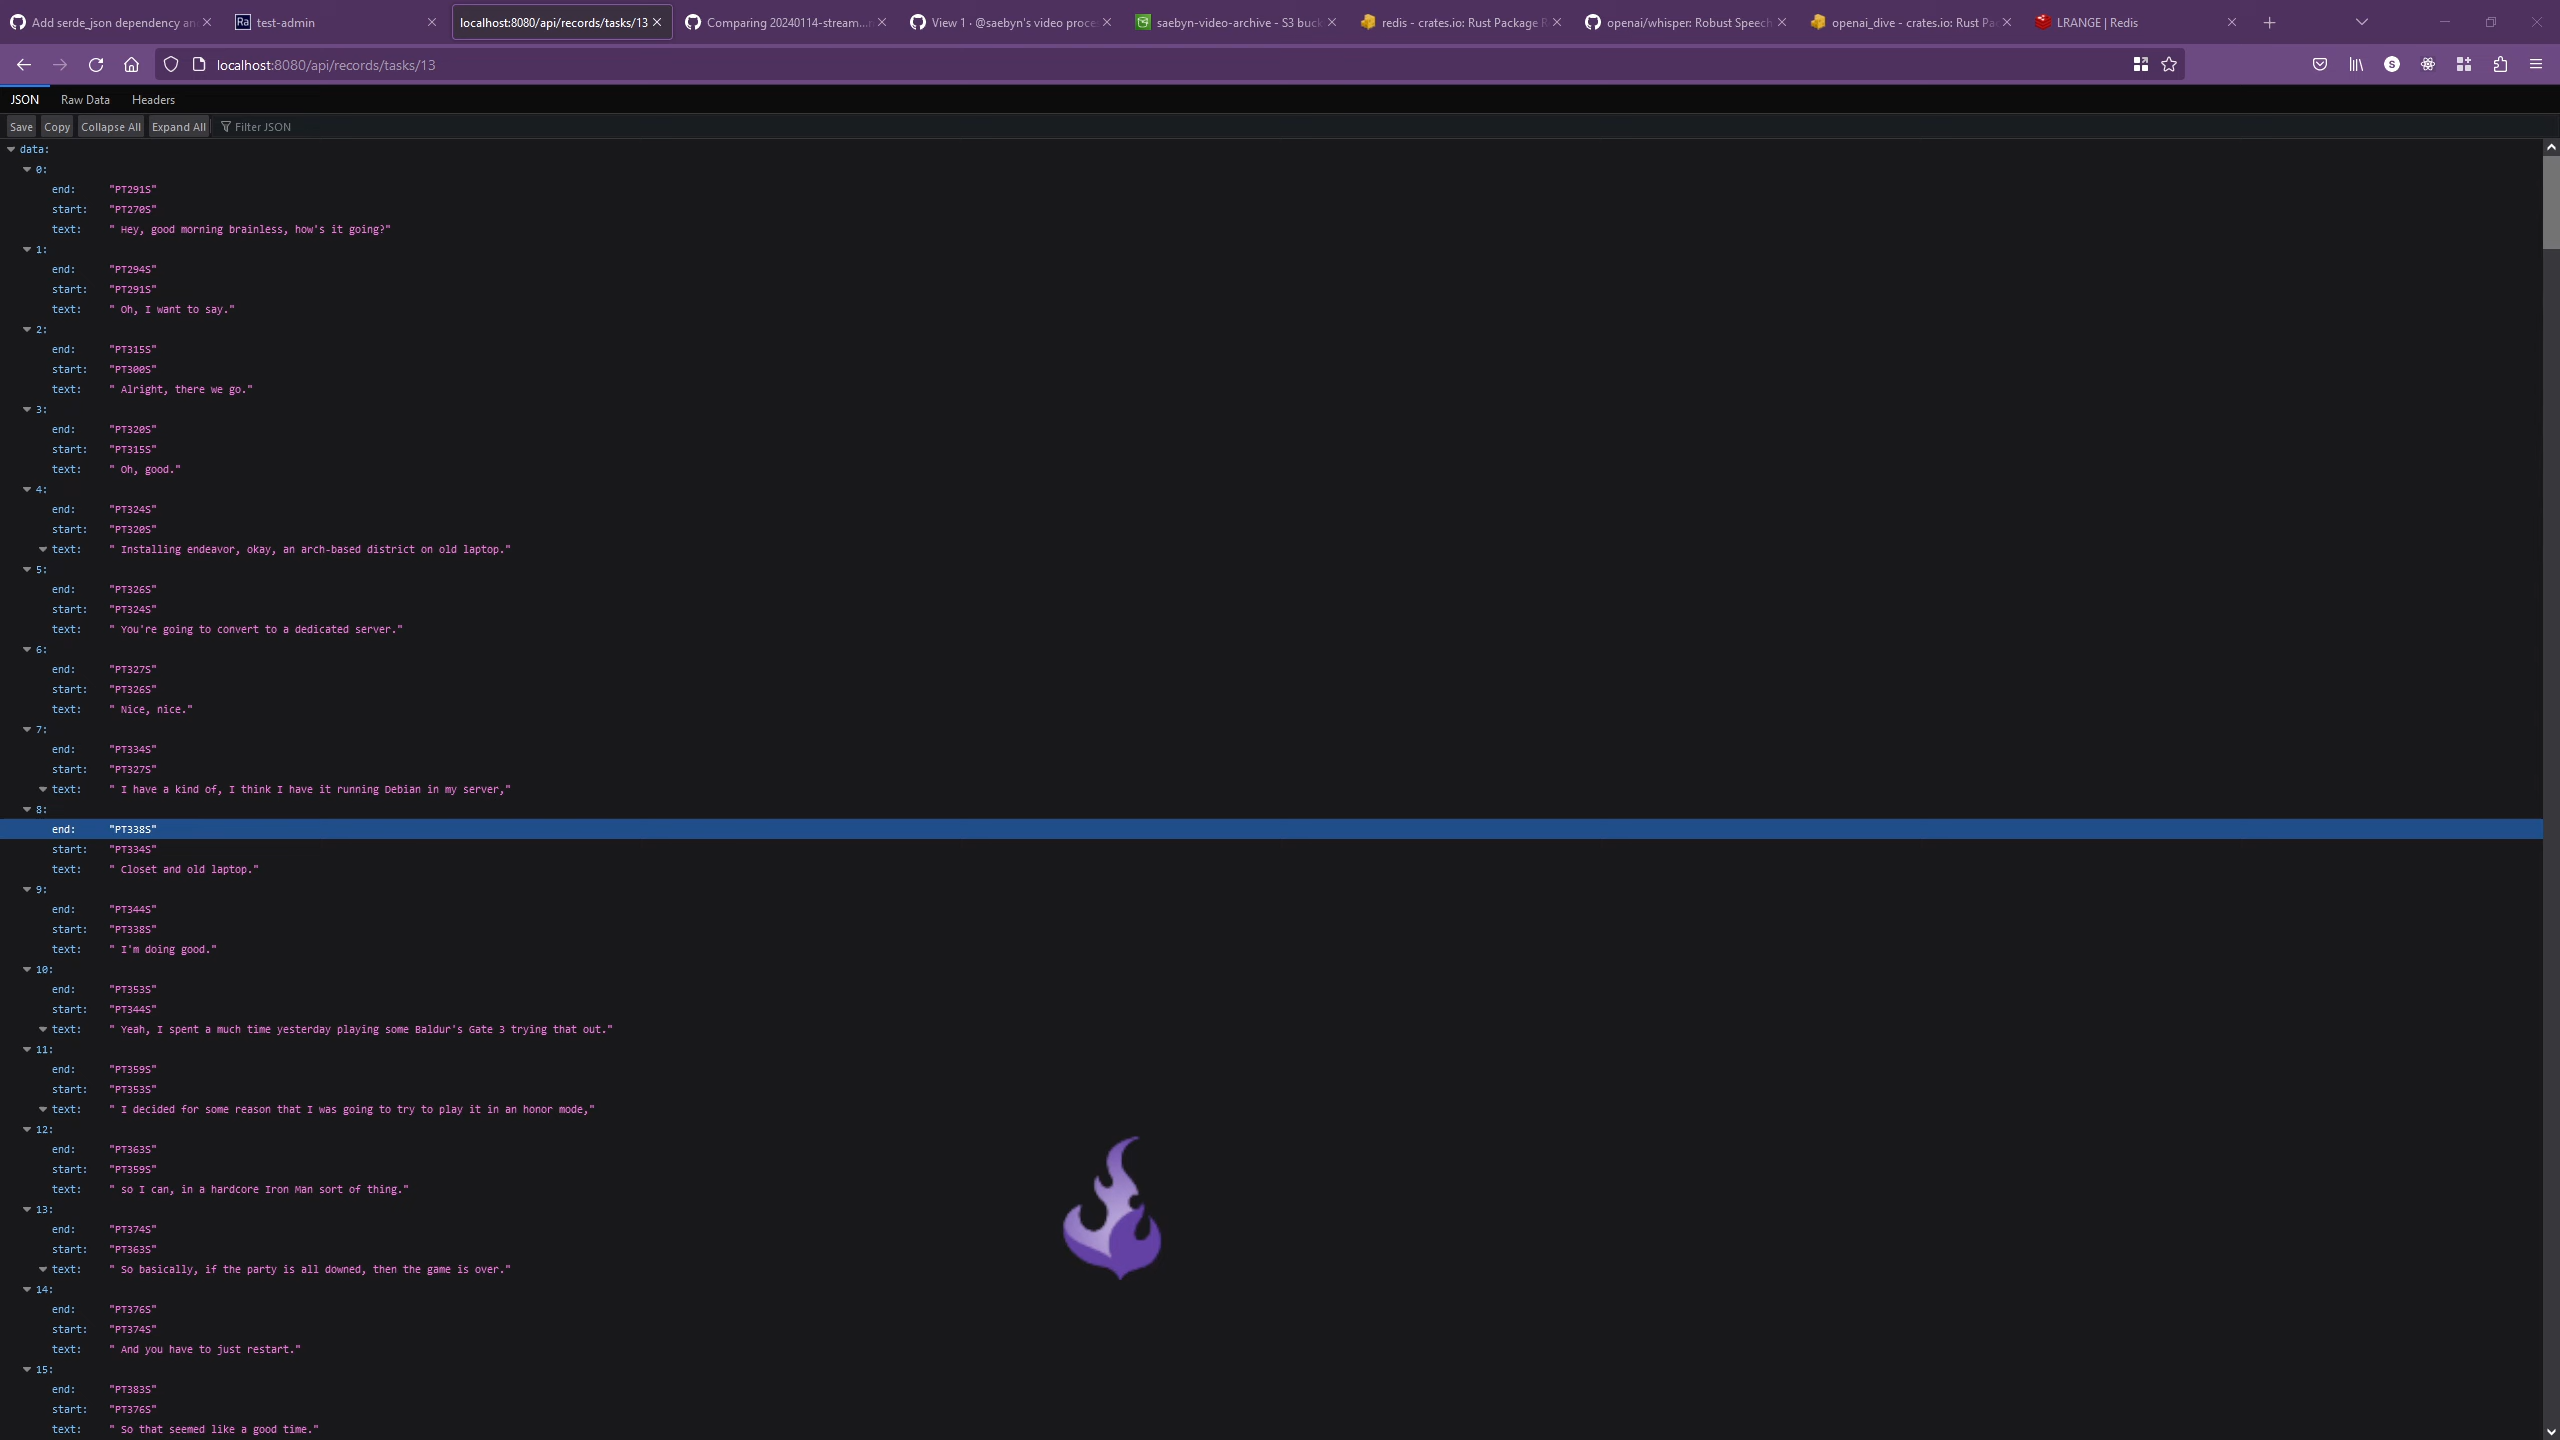 Add serde_json dependency an
test-admin
localhost:8080/api/records/tasks/13
Comparing 20240114-stream...
View 1 · @saebyn's video proce
saebyn-video-archive - S3 buck
redis - crates.io: Rust Package R
openai/whisper: Robust Speech
openai_dive - crates.io: Rust Pa
LRANGE | Redis
localhost:8080/api/records/tasks/13
JSON Raw Data Headers
Save Copy Collapse All Expand All Filter JSON
data:
0:
end: "PT291S"
start: "PT270S"
text: " Hey, good morning brainless, how's it going?"
1:
end: "PT294S"
start: "PT291S"
text: " Oh, I want to say."
2:
end: "PT315S"
start: "PT300S"
text: " Alright, there we go."
3:
end: "PT320S"
start: "PT315S"
text: " Oh, good."
4:
end: "PT324S"
start: "PT320S"
text: " Installing endeavor, okay, an arch-based district on old laptop."
5:
end: "PT326S"
start: "PT324S"
text: " You're going to convert to a dedicated server."
6:
end: "PT327S"
start: "PT326S"
text: " Nice, nice."
7:
end: "PT334S"
start: "PT327S"
text: " I have a kind of, I think I have it running Debian in my server,"
8:
end: "PT338S"
start: "PT334S"
text: " Closet and old laptop."
9:
end: "PT344S"
start: "PT338S"
text: " I'm doing good."
10:
end: "PT353S"
start: "PT344S"
text: " Yeah, I spent a much time yesterday playing some Baldur's Gate 3 trying that out."
11:
end: "PT359S"
start: "PT353S"
text: " I decided for some reason that I was going to try to play it in an honor mode,"
12:
end: "PT363S"
start: "PT359S"
text: " so I can, in a hardcore Iron Man sort of thing."
13:
end: "PT374S"
start: "PT363S"
text: " So basically, if the party is all downed, then the game is over."
14:
end: "PT376S"
start: "PT374S"
text: " And you have to just restart."
15:
end: "PT383S"
start: "PT376S"
text: " So that seemed like a good time."